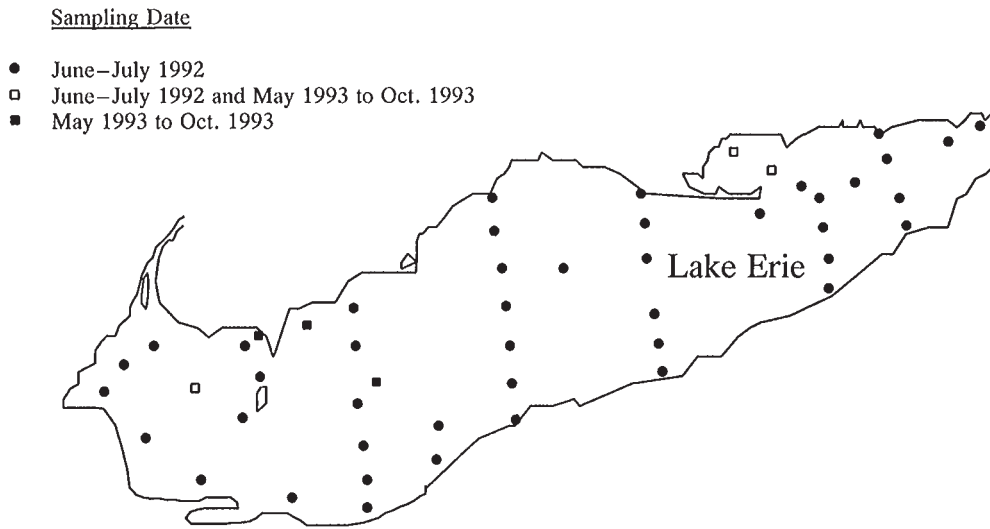 Sampling Date
June–July 1992
June–July 1992 and May 1993 to Oct. 1993
May 1993 to Oct. 1993
Lake Erie